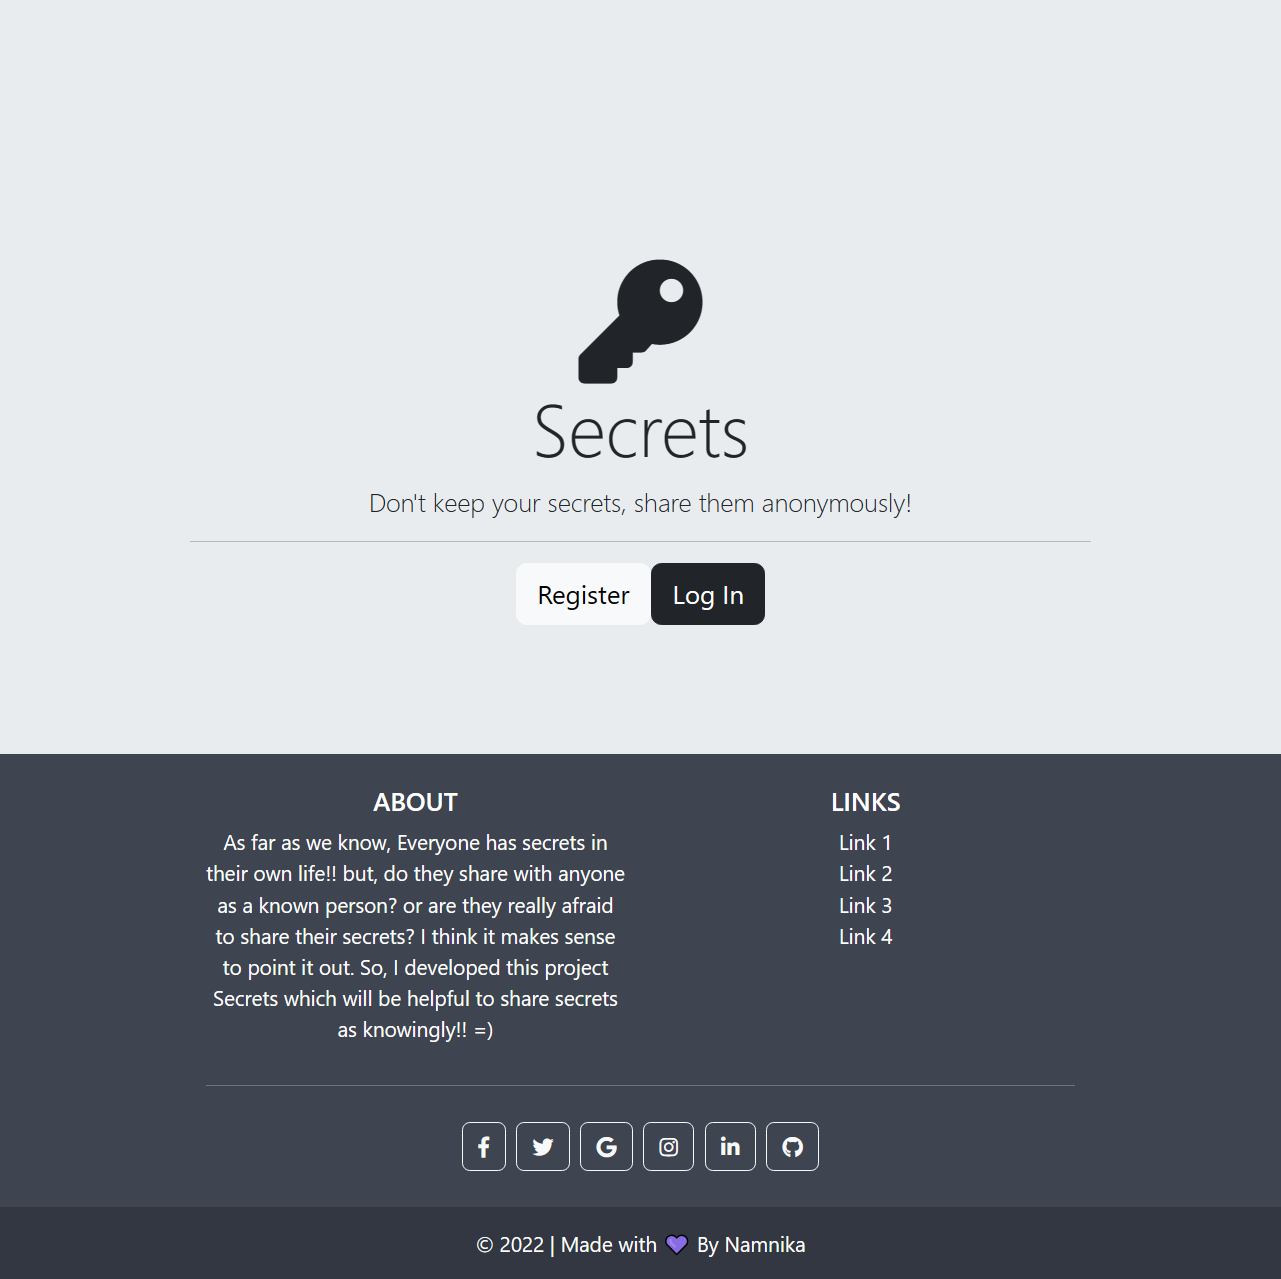 Secrets
Don't keep your secrets, share them anonymously!
Register Log In
ABOUT
As far as we know, Everyone has secrets in
their own life!! but, do they share with anyone
as a known person? or are they really afraid
to share their secrets? I think it makes sense
to point it out. So, I developed this project
Secrets which will be helpful to share secrets
as knowingly!! =)
LINKS
Link 1
Link 2
Link 3
Link 4
© 2022 | Made with 💜 By Namnika